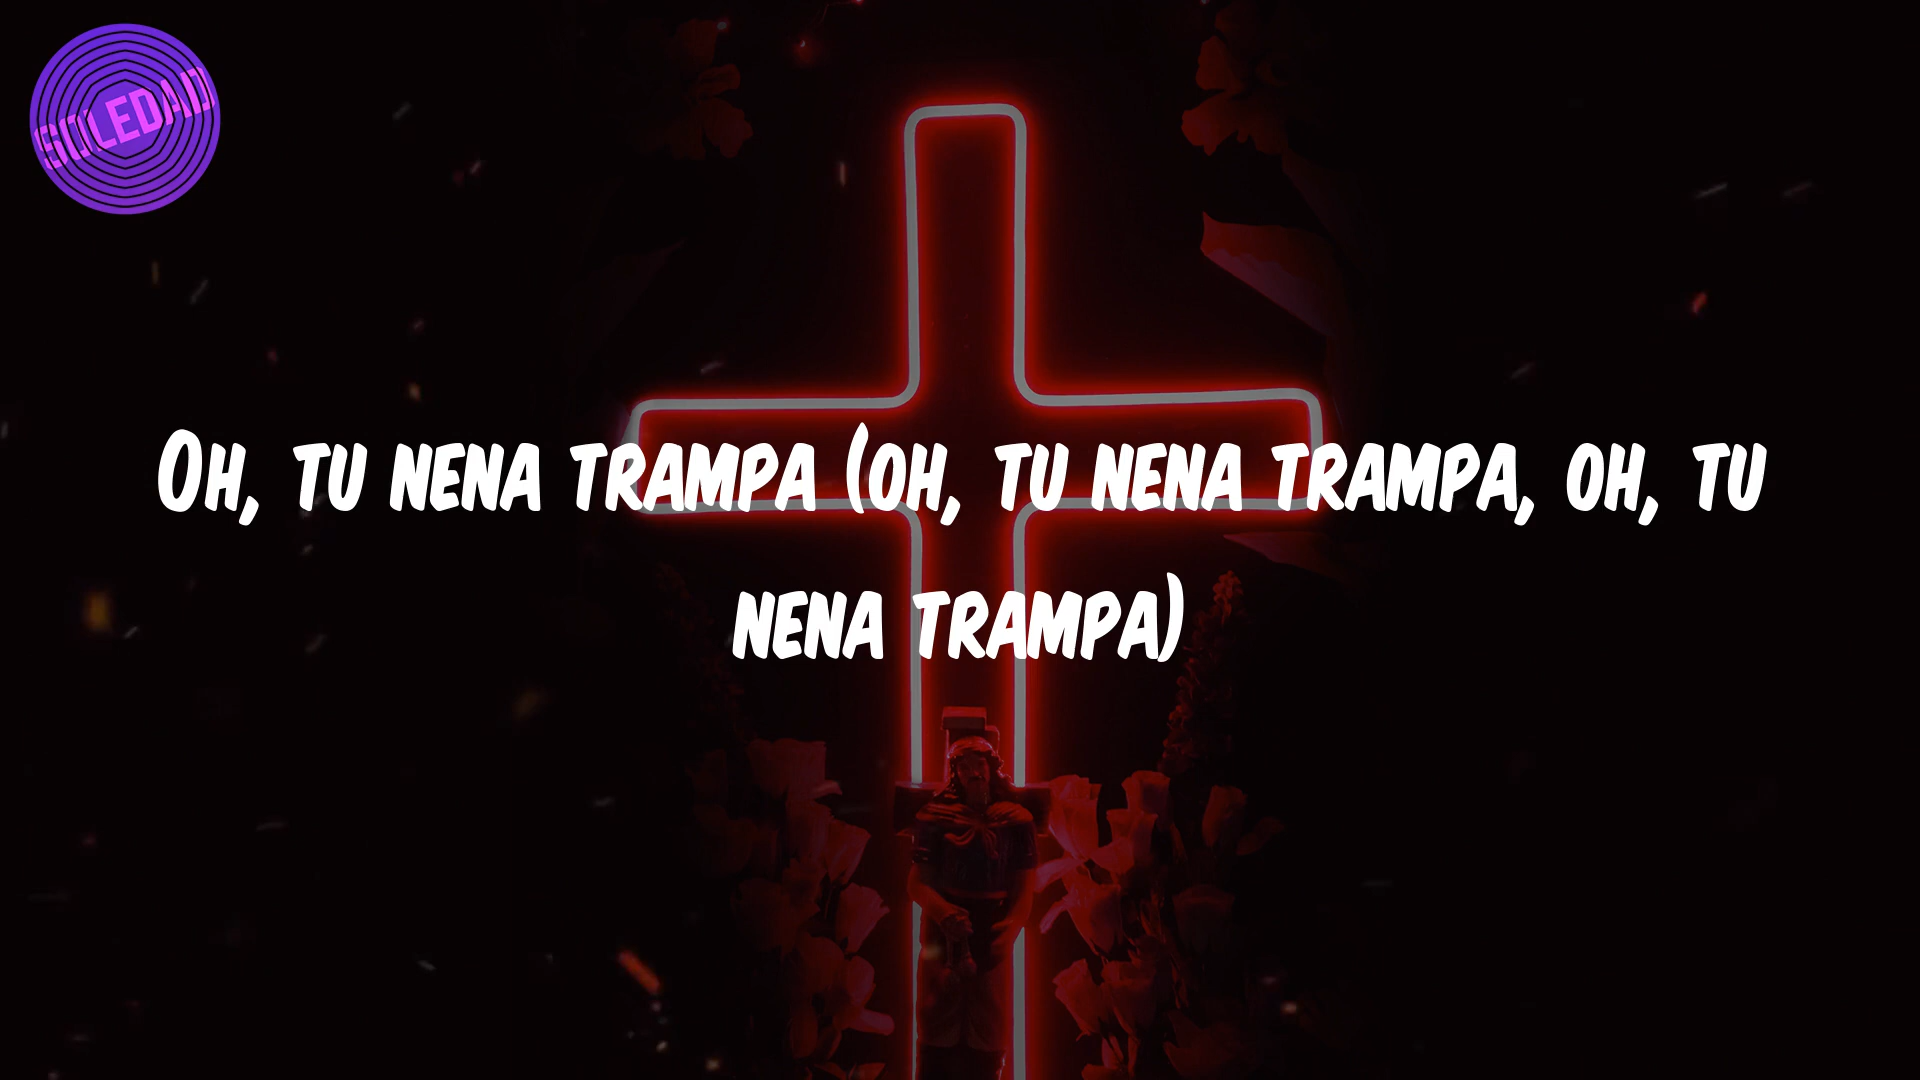 SOLEDAD
Oh, tu nena trampa (oh, tu nena trampa, oh, tu
nena trampa)